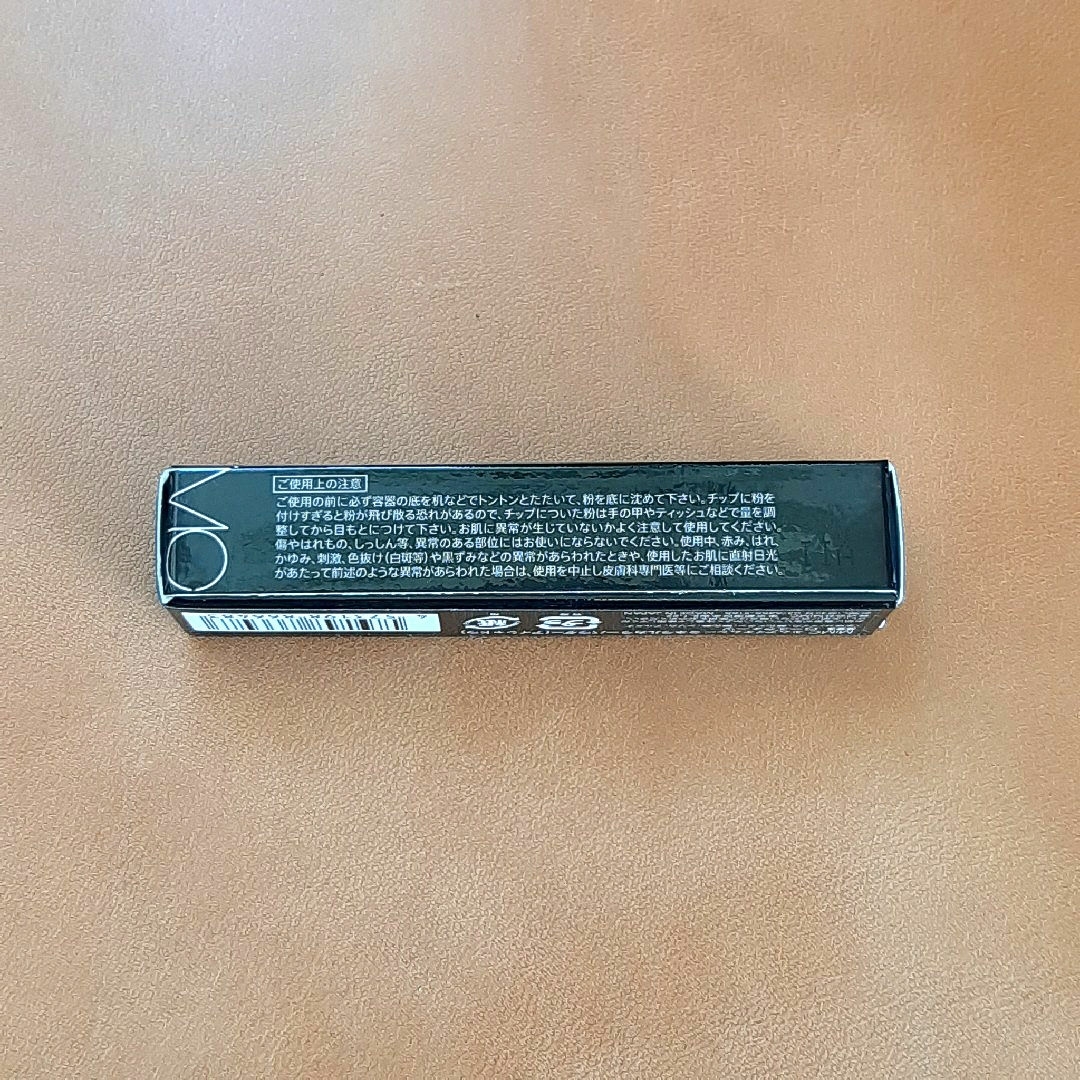 ご使用上の注意
ご使用の前に必ず容器の底を机などでトントンとたたいて、粉を底に沈めて下さい。チップに粉を
付けすぎると粉が飛び散る恐れがあるので、チップについた粉は手の甲やティッシュなどで量を調
整してから目もとにつけて下さい。お肌に異常が生じていないかよく注意して使用してください。
傷やはれもの、しっしん等、異常のある部位にはお使いにならないでください。使用中、赤み、はれ、
かゆみ、刺激、色抜け(白斑等)や黒ずみなどの異常があらわれたときや、使用したお肌に直射日光
があたって前述のような異常があらわれた場合は、使用を中止し皮膚科専門医等にご相談ください。